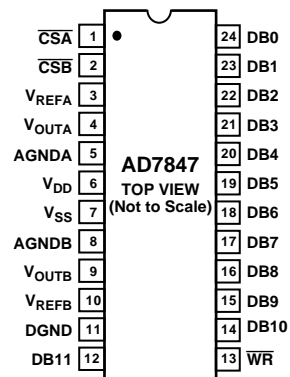 CSA 1 24 DB0
CSB 2 23 DB1
VREFA 3 22 DB2
VOUTA 4 21 DB3
AGNDA 5 20 DB4
AD7847
VDD 6 19 DB5
TOP VIEW
VSS 7 (Not to Scale) 18 DB6
AGNDB 8 17 DB7
VOUTB 9 16 DB8
VREFB 10 15 DB9
DGND 11 14 DB10
DB11 12 13 WR